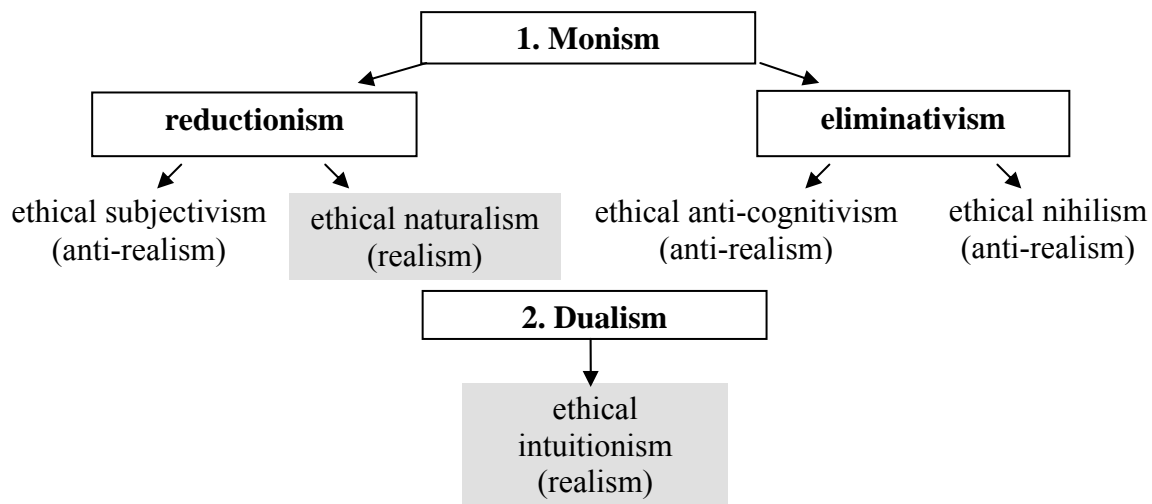 1. Monism
reductionism
eliminativism
ethical subjectivism
(anti-realism)
ethical naturalism
(realism)
ethical anti-cognitivism
(anti-realism)
ethical nihilism
(anti-realism)
2. Dualism
ethical
intuitionism
(realism)